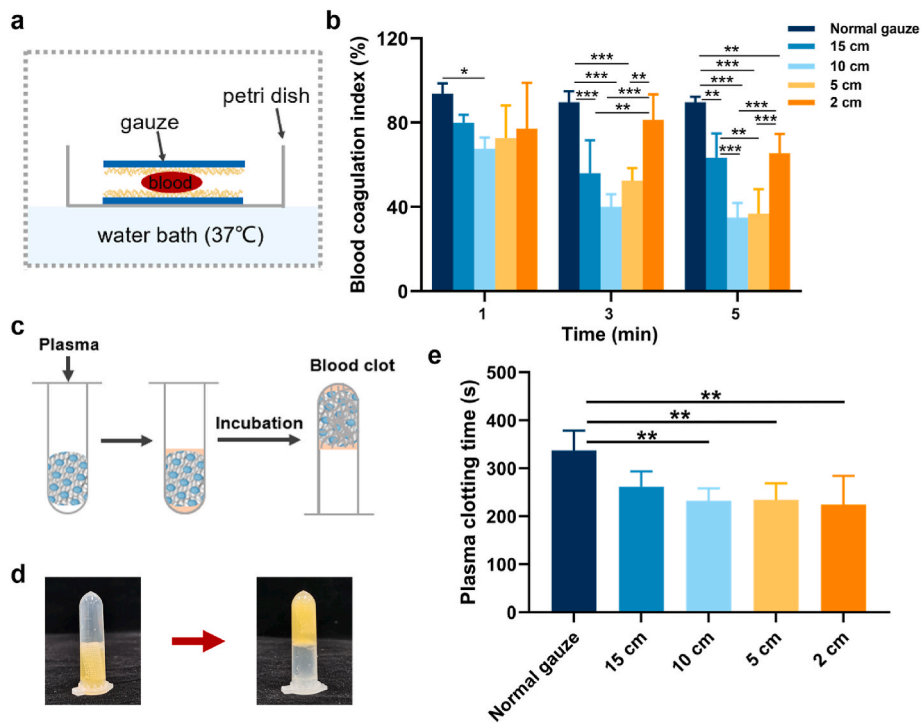 a
gauze
petri dish
blood
water bath (37℃)
b
Blood coagulation index (%)
120
80
40
0
1
3
5
Time (min)
*
***
***
***
**
***
**
**
***
***
**
***
***
**
***
Normal gauze
15 cm
10 cm
5 cm
2 cm
c
Plasma
Incubation
Blood clot
d
e
Plasma clotting time (s)
500
400
300
200
100
0
**
**
**
Normal gauze
15 cm
10 cm
5 cm
2 cm